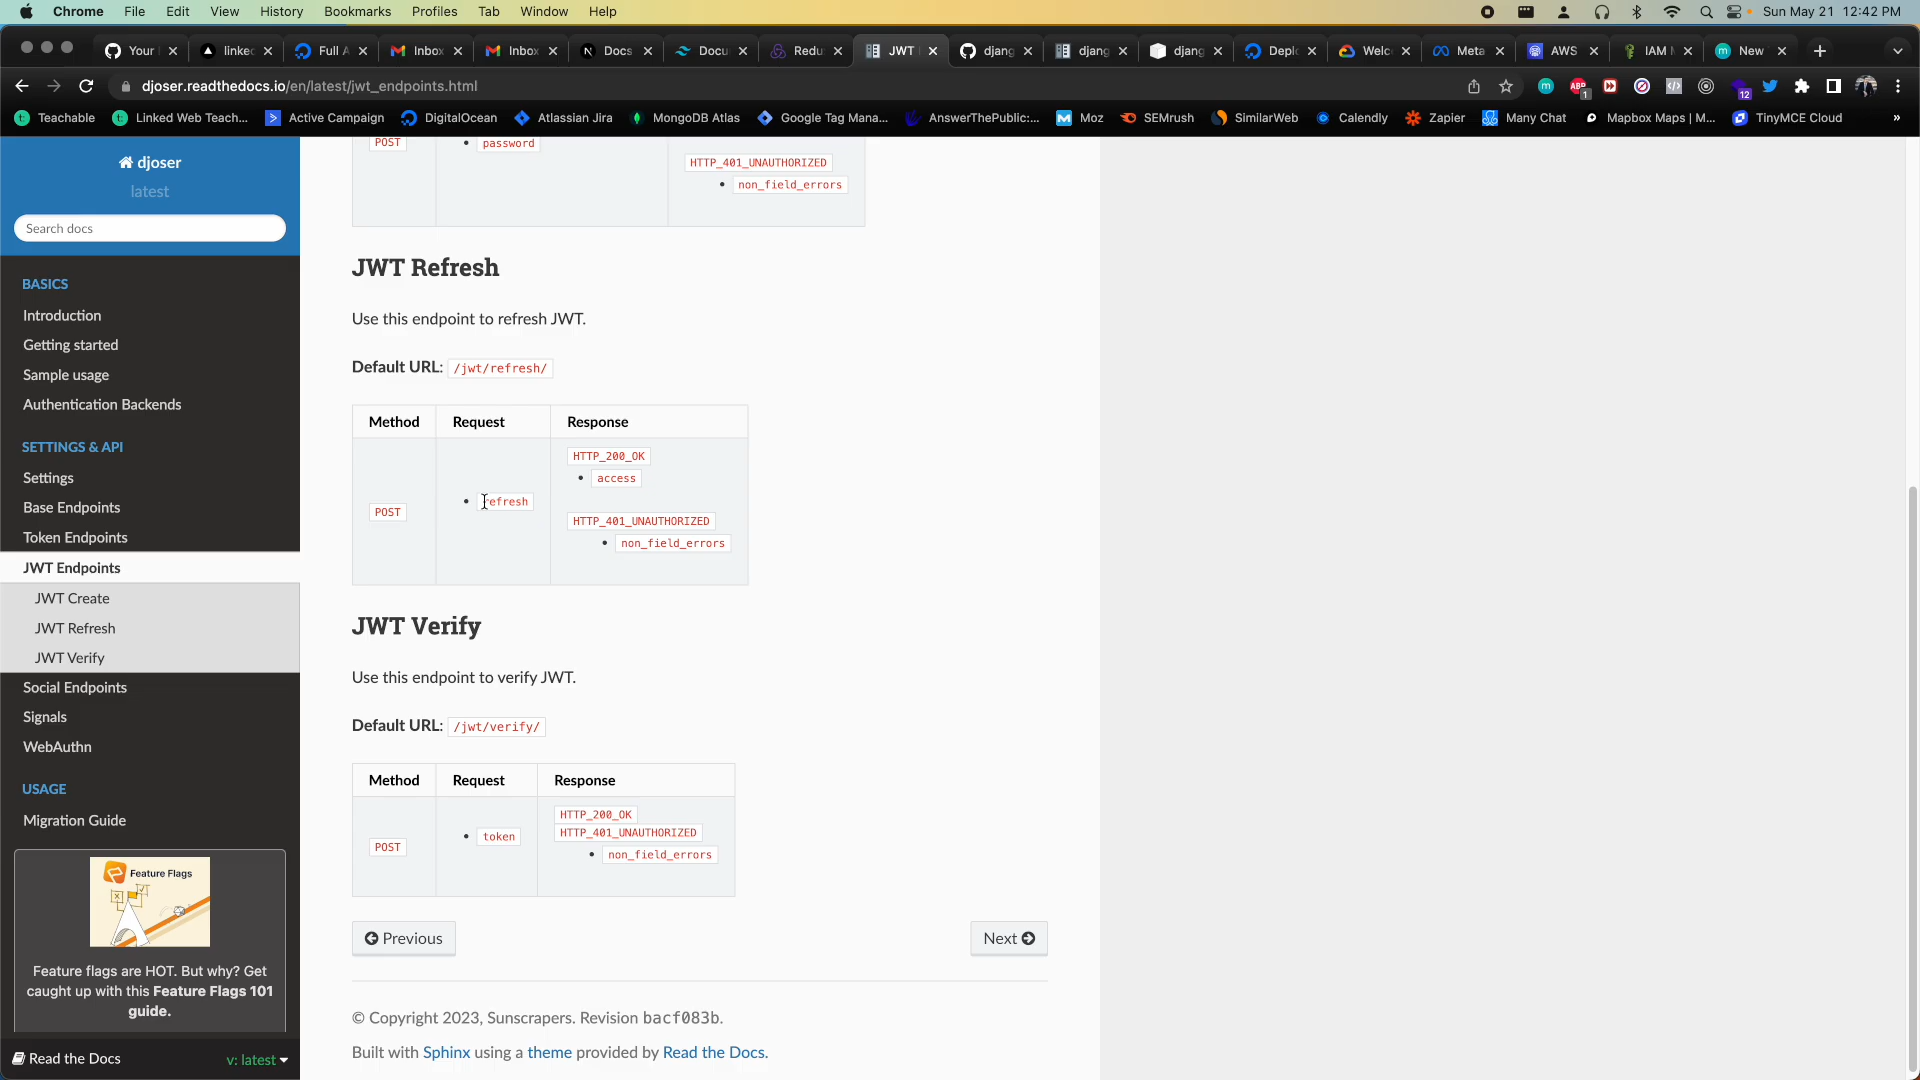 Chrome File Edit View History Bookmarks Profiles Tab Window Help Sun May 21 12:42 PM
Your linked Full A Inbox Inbox Docs Docu Redu JWT djang djang djang Deplo Welc Meta AWS IAM New
djoser.readthedocs.io/en/latest/jwt_endpoints.html ABP 1 12
Teachable Linked Web Teach... Active Campaign DigitalOcean Atlassian Jira MongoDB Atlas Google Tag Mana... AnswerThePublic:... Moz SEMrush SimilarWeb Calendly Zapier Many Chat Mapbox Maps | M... TinyMCE Cloud »
djoser
latest
Search docs
BASICS
Introduction
Getting started
Sample usage
Authentication Backends
SETTINGS & API
Settings
Base Endpoints
Token Endpoints
JWT Endpoints
JWT Create
JWT Refresh
JWT Verify
Social Endpoints
Signals
WebAuthn
USAGE
Migration Guide
Feature Flags
Feature flags are HOT. But why? Get
caught up with this Feature Flags 101
guide.
Read the Docs v: latest
POST • password
HTTP_401_UNAUTHORIZED
• non_field_errors
JWT Refresh
Use this endpoint to refresh JWT.
Default URL: /jwt/refresh/
Method Request Response
HTTP_200_OK
• access
POST • refresh
HTTP_401_UNAUTHORIZED
• non_field_errors
JWT Verify
Use this endpoint to verify JWT.
Default URL: /jwt/verify/
Method Request Response
HTTP_200_OK
POST • token HTTP_401_UNAUTHORIZED
• non_field_errors
Previous Next
© Copyright 2023, Sunscrapers. Revision bacf083b.
Built with Sphinx using a theme provided by Read the Docs.